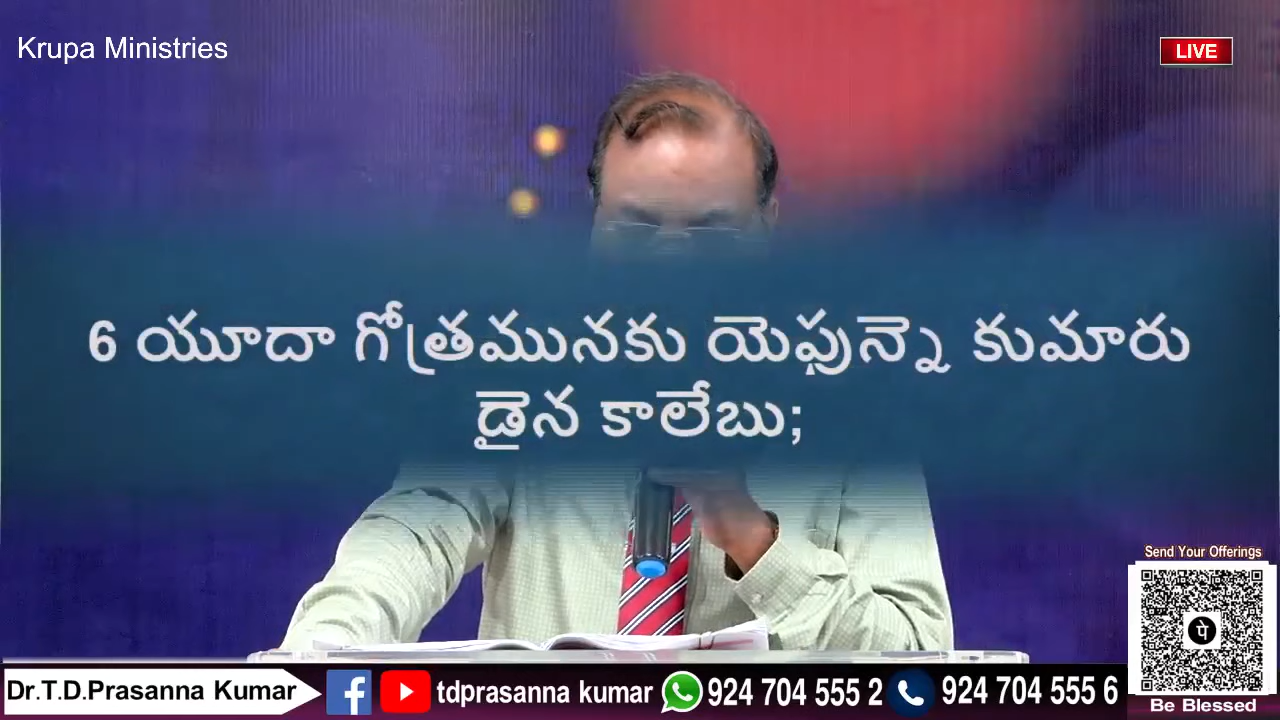 Krupa Ministries
LIVE
6 యూదా గోత్రమునకు యెఫున్నె కుమారు
డైన కాలేబు;
Send Your Offerings
पे
Dr.T.D.Prasanna Kumar
tdprasanna kumar
924 704 555 2
924 704 555 6
Be Blessed